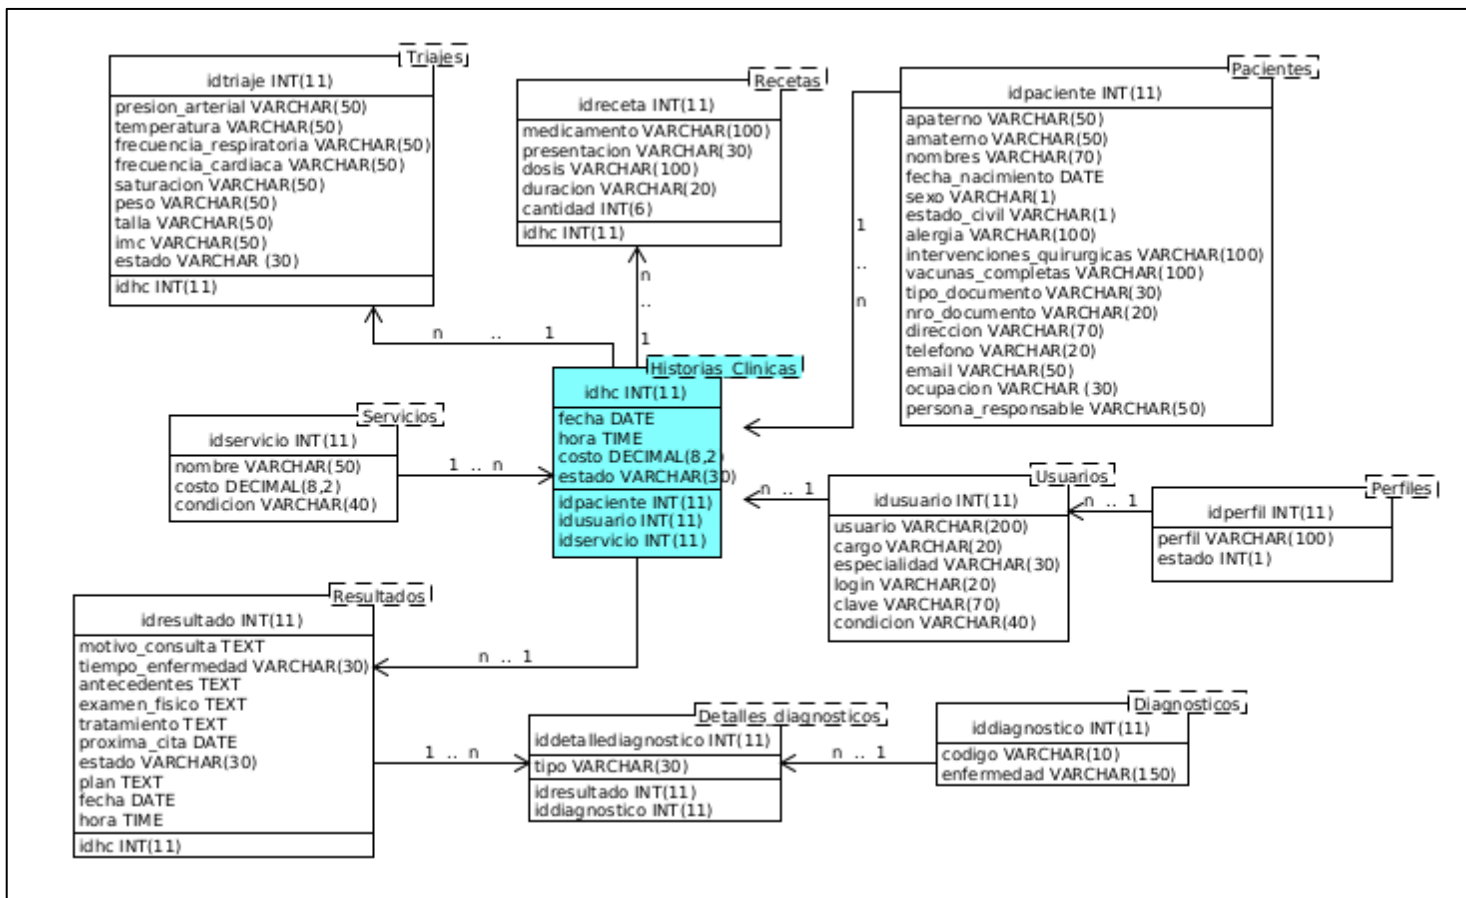 Triajes
idtriaje INT(11)
presion_arterial VARCHAR(50)
temperatura VARCHAR(50)
frecuencia_respiratoria VARCHAR(50)
frecuencia_cardiaca VARCHAR(50)
saturacion VARCHAR(50)
peso VARCHAR(50)
talla VARCHAR(50)
imc VARCHAR(50)
estado VARCHAR (30)
idhc INT(11)
Recetas
idreceta INT(11)
medicamento VARCHAR(100)
presentacion VARCHAR(30)
dosis VARCHAR(100)
duracion VARCHAR(20)
cantidad INT(6)
idhc INT(11)
Pacientes
idpaciente INT(11)
apaterno VARCHAR(50)
amaterno VARCHAR(50)
nombres VARCHAR(70)
fecha_nacimiento DATE
sexo VARCHAR(1)
estado_civil VARCHAR(1)
alergia VARCHAR(100)
intervenciones_quirurgicas VARCHAR(100)
vacunas_completas VARCHAR(100)
tipo_documento VARCHAR(30)
nro_documento VARCHAR(20)
direccion VARCHAR(70)
telefono VARCHAR(20)
email VARCHAR(50)
ocupacion VARCHAR (30)
persona_responsable VARCHAR(50)
1
..
n
n
..
1
n .. 1
Historias_Clinicas
idhc INT(11)
fecha DATE
hora TIME
costo DECIMAL(8,2)
estado VARCHAR(30)
idpaciente INT(11)
idusuario INT(11)
idservicio INT(11)
Servicios
idservicio INT(11)
nombre VARCHAR(50)
costo DECIMAL(8,2)
condicion VARCHAR(40)
1 .. n
n .. 1
Usuarios
idusuario INT(11)
usuario VARCHAR(200)
cargo VARCHAR(20)
especialidad VARCHAR(30)
login VARCHAR(20)
clave VARCHAR(70)
condicion VARCHAR(40)
n .. 1
Perfiles
idperfil INT(11)
perfil VARCHAR(100)
estado INT(1)
Resultados
idresultado INT(11)
motivo_consulta TEXT
tiempo_enfermedad VARCHAR(30)
antecedentes TEXT
examen_fisico TEXT
tratamiento TEXT
proxima_cita DATE
estado VARCHAR(30)
plan TEXT
fecha DATE
hora TIME
idhc INT(11)
n .. 1
1 .. n
Detalles_diagnosticos
iddetallediagnostico INT(11)
tipo VARCHAR(30)
idresultado INT(11)
iddiagnostico INT(11)
n .. 1
Diagnosticos
iddiagnostico INT(11)
codigo VARCHAR(10)
enfermedad VARCHAR(150)